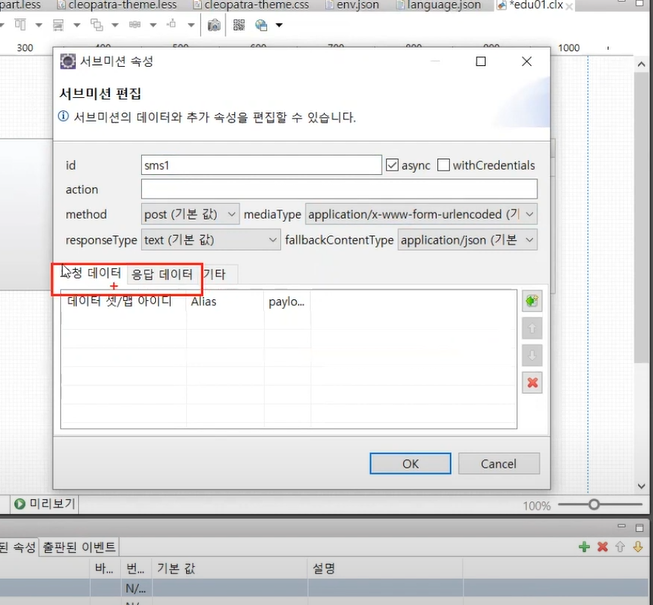 part.less cleopatra-theme.less cleopatra-theme.css env.json language.json *edu01.clx
300 400 500 600 700 800 900 1000
서브미션 속성
서브미션 편집
서브미션의 데이터와 추가 속성을 편집할 수 있습니다.
id sms1 async withCredentials
action
method post (기본 값) mediaType application/x-www-form-urlencoded (기
responseType text (기본 값) fallbackContentType application/json (기본
청 데이터 응답 데이터 기타
데이터 셋/맵 아이디 Alias paylo...
OK Cancel
미리보기 100%
된 속성 출판된 이벤트
바... 번... 기본 값 설명
N/...
N/...